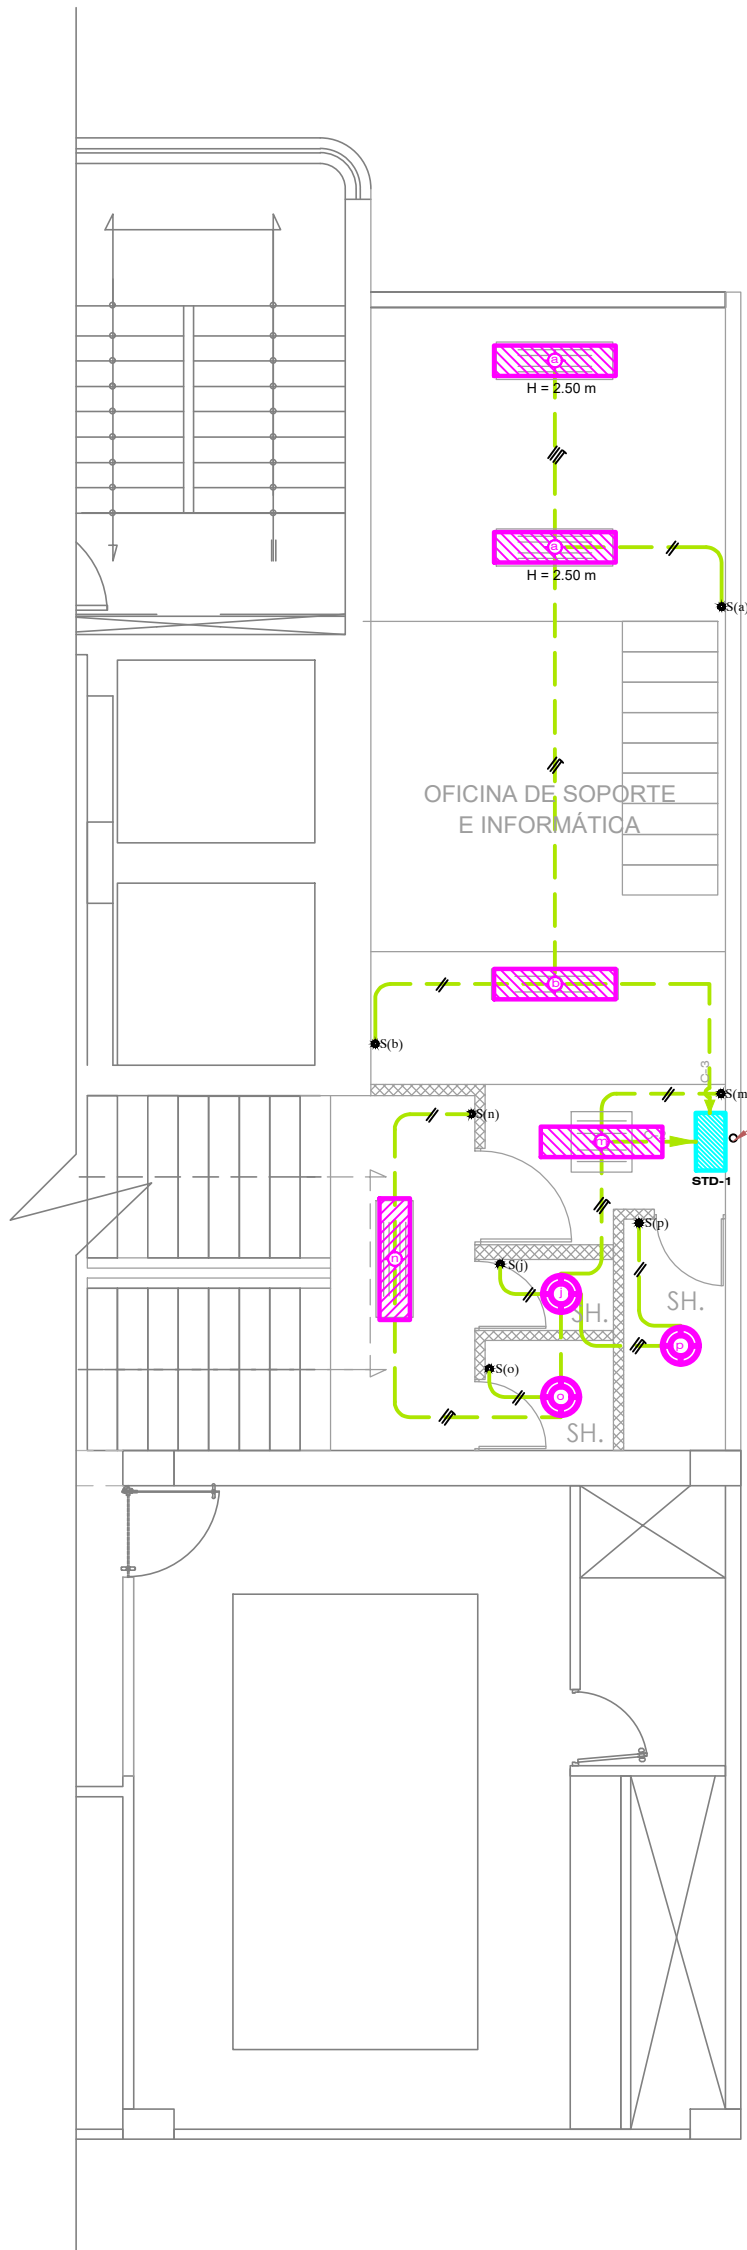 a
H = 2.50 m
a
H = 2.50 m
S(a)
OFICINA DE SOPORTE
E INFORMÁTICA
b
S(b)
C-3
S(m
S(n)
m
STD-1
S(p)
n
S(j)
j
SH.
SH.
p
S(o)
o
SH.